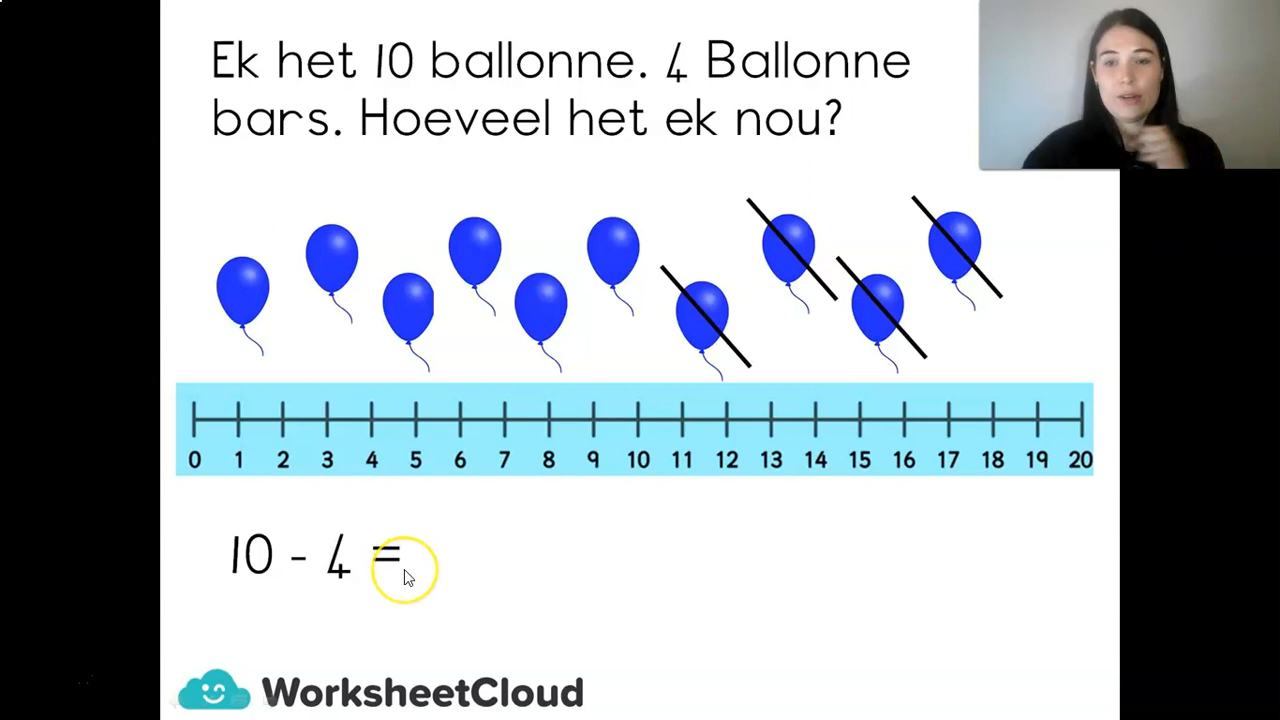 Ek het 10 ballonne. 4 Ballonne
bars. Hoeveel het ek nou?
0 1 2 3 4 5 6 7 8 9 10 11 12 13 14 15 16 17 18 19 20
10 - 4 =
WorksheetCloud